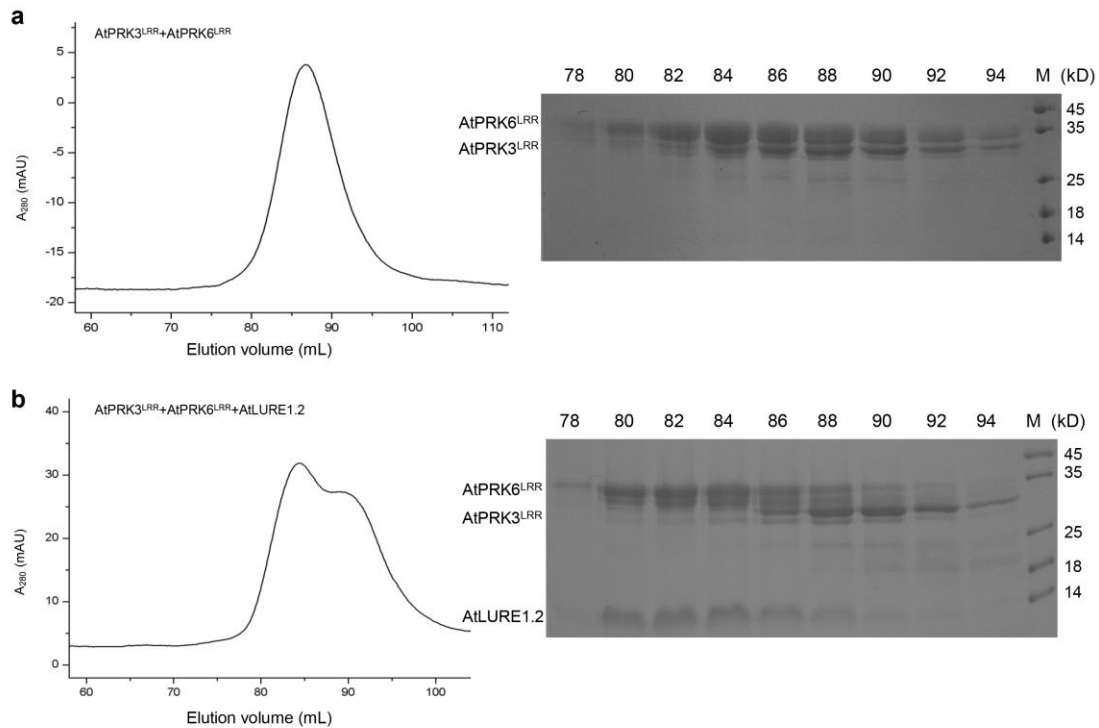 a
AtPRK3ᴸᴿᴿ+AtPRK6ᴸᴿᴿ
5
0
-5
-10
-15
-20
A₂₈₀ (mAU)
60 70 80 90 100 110
Elution volume (mL)
78 80 82 84 86 88 90 92 94 M (kD)
AtPRK6ᴸᴿᴿ
AtPRK3ᴸᴿᴿ
45
35
25
18
14
b
AtPRK3ᴸᴿᴿ+AtPRK6ᴸᴿᴿ+AtLURE1.2
40
30
20
10
0
A₂₈₀ (mAU)
60 70 80 90 100
Elution volume (mL)
78 80 82 84 86 88 90 92 94 M (kD)
AtPRK6ᴸᴿᴿ
AtPRK3ᴸᴿᴿ
AtLURE1.2
45
35
25
18
14